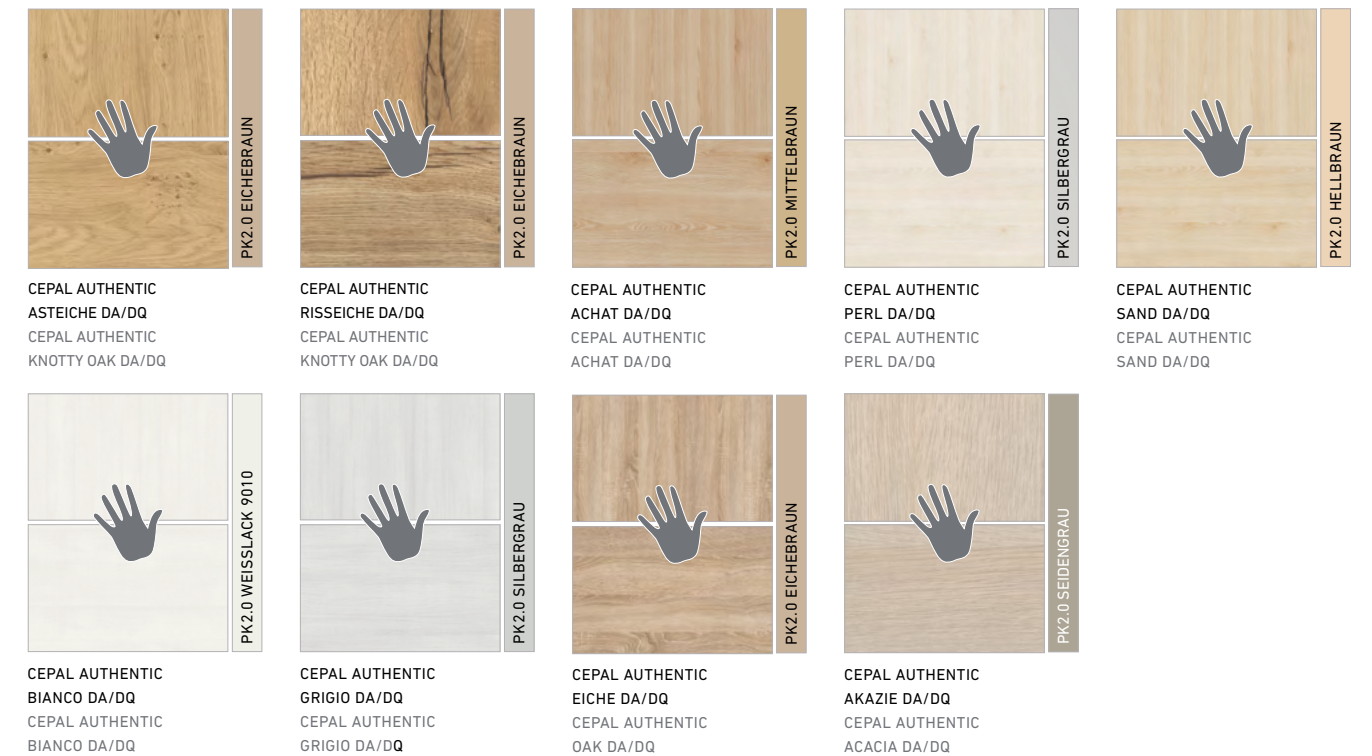 PK2.0 EICHEBRAUN
CEPAL AUTHENTIC
ASTEICHE DA/DQ
CEPAL AUTHENTIC
KNOTTY OAK DA/DQ
PK2.0 EICHEBRAUN
CEPAL AUTHENTIC
RISSEICHE DA/DQ
CEPAL AUTHENTIC
KNOTTY OAK DA/DQ
PK2.0 MITTELBRAUN
CEPAL AUTHENTIC
ACHAT DA/DQ
CEPAL AUTHENTIC
ACHAT DA/DQ
PK2.0 SILBERGRAU
CEPAL AUTHENTIC
PERL DA/DQ
CEPAL AUTHENTIC
PERL DA/DQ
PK2.0 HELLBRAUN
CEPAL AUTHENTIC
SAND DA/DQ
CEPAL AUTHENTIC
SAND DA/DQ
PK2.0 WEISSLACK 9010
CEPAL AUTHENTIC
BIANCO DA/DQ
CEPAL AUTHENTIC
BIANCO DA/DQ
PK2.0 SILBERGRAU
CEPAL AUTHENTIC
GRIGIO DA/DQ
CEPAL AUTHENTIC
GRIGIO DA/DQ
PK2.0 EICHEBRAUN
CEPAL AUTHENTIC
EICHE DA/DQ
CEPAL AUTHENTIC
OAK DA/DQ
PK2.0 SEIDENGRAU
CEPAL AUTHENTIC
AKAZIE DA/DQ
CEPAL AUTHENTIC
ACACIA DA/DQ